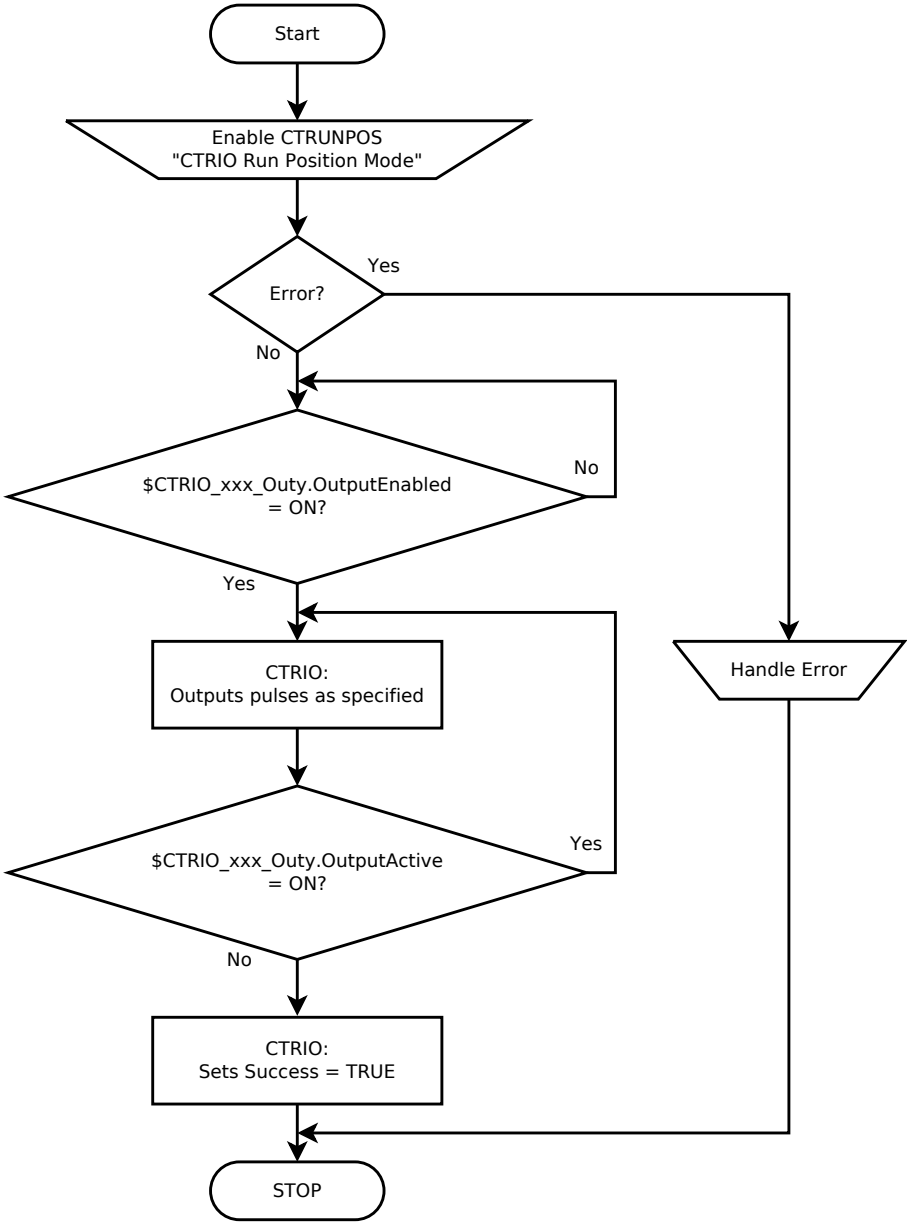 Start
Enable CTRUNPOS
"CTRIO Run Position Mode"
Yes
Error?
No
No
$CTRIO_xxx_Outy.OutputEnabled
= ON?
Yes
CTRIO:
Outputs pulses as specified
Handle Error
Yes
$CTRIO_xxx_Outy.OutputActive
= ON?
No
CTRIO:
Sets Success = TRUE
STOP